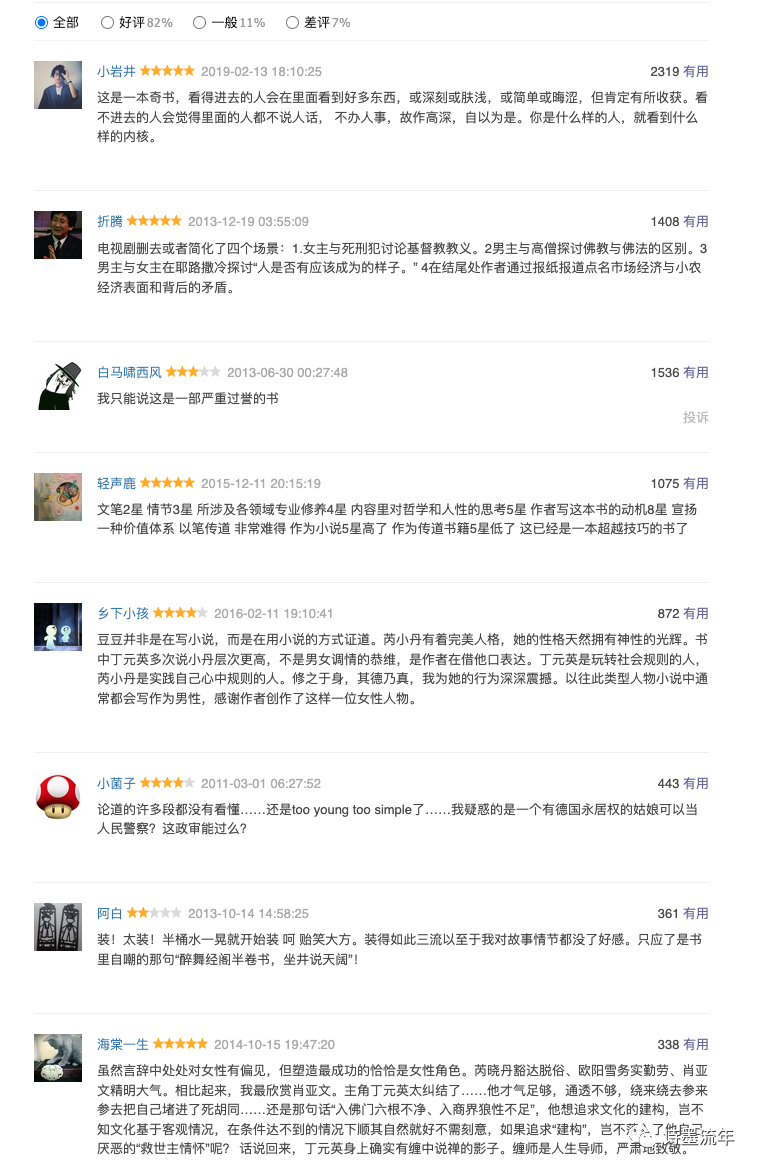 全部 好评82% 一般11% 差评7%
小岩井 2019-02-13 18:10:25 2319 有用
这是一本奇书，看得进去的人会在里面看到好多东西，或深刻或肤浅，或简单或晦涩，但肯定有所收获。看
不进去的人会觉得里面的人都不说人话， 不办人事，故作高深，自以为是。你是什么样的人，就看到什么
样的内核。
折腾 2013-12-19 03:55:09 1408 有用
电视剧删去或者简化了四个场景：1.女主与死刑犯讨论基督教教义。2男主与高僧探讨佛教与佛法的区别。3
男主与女主在耶路撒冷探讨“人是否有应该成为的样子。” 4在结尾处作者通过报纸报道点名市场经济与小农
经济表面和背后的矛盾。
白马啸西风 2013-06-30 00:27:48 1536 有用
我只能说这是一部严重过誉的书
投诉
轻声鹿 2015-12-11 20:15:19 1075 有用
文笔2星 情节3星 所涉及各领域专业修养4星 内容里对哲学和人性的思考5星 作者写这本书的动机8星 宣扬
一种价值体系 以笔传道 非常难得 作为小说5星高了 作为传道书籍5星低了 这已经是一本超越技巧的书了
乡下小孩 2016-02-11 19:10:41 872 有用
豆豆并非是在写小说，而是在用小说的方式证道。芮小丹有着完美人格，她的性格天然拥有神性的光辉。书
中丁元英多次说小丹层次更高，不是男女调情的恭维，是作者在借他口表达。丁元英是玩转社会规则的人，
芮小丹是实践自己心中规则的人。修之于身，其德乃真，我为她的行为深深震撼。以往此类型人物小说中通
常都会写作为男性，感谢作者创作了这样一位女性人物。
小菌子 2011-03-01 06:27:52 443 有用
论道的许多段都没有看懂……还是too young too simple了……我疑惑的是一个有德国永居权的姑娘可以当
人民警察？这政审能过么？
阿白 2013-10-14 14:58:25 361 有用
装！太装！半桶水一晃就开始装 呵 贻笑大方。装得如此三流以至于我对故事情节都没了好感。只应了是书
里自嘲的那句“醉舞经阁半卷书，坐井说天阔”！
海棠一生 2014-10-15 19:47:20 338 有用
虽然言辞中处处对女性有偏见，但塑造最成功的恰恰是女性角色。芮晓丹豁达脱俗、欧阳雪务实勤劳、肖亚
文精明大气。相比起来，我最欣赏肖亚文。主角丁元英太纠结了……他才气足够，通透不够，绕来绕去参来
参去把自己堵进了死胡同……还是那句话“入佛门六根不净、入商界狼性不足”，他想追求文化的建构，岂不
知文化基于客观情况，在条件达不到的情况下顺其自然就好不需刻意，如果追求“建构”，岂不落入了他自己
厌恶的“救世主情怀”呢？ 话说回来，丁元英身上确实有缠中说禅的影子。缠师是人生导师，严肃地致敬。
诗墨流年